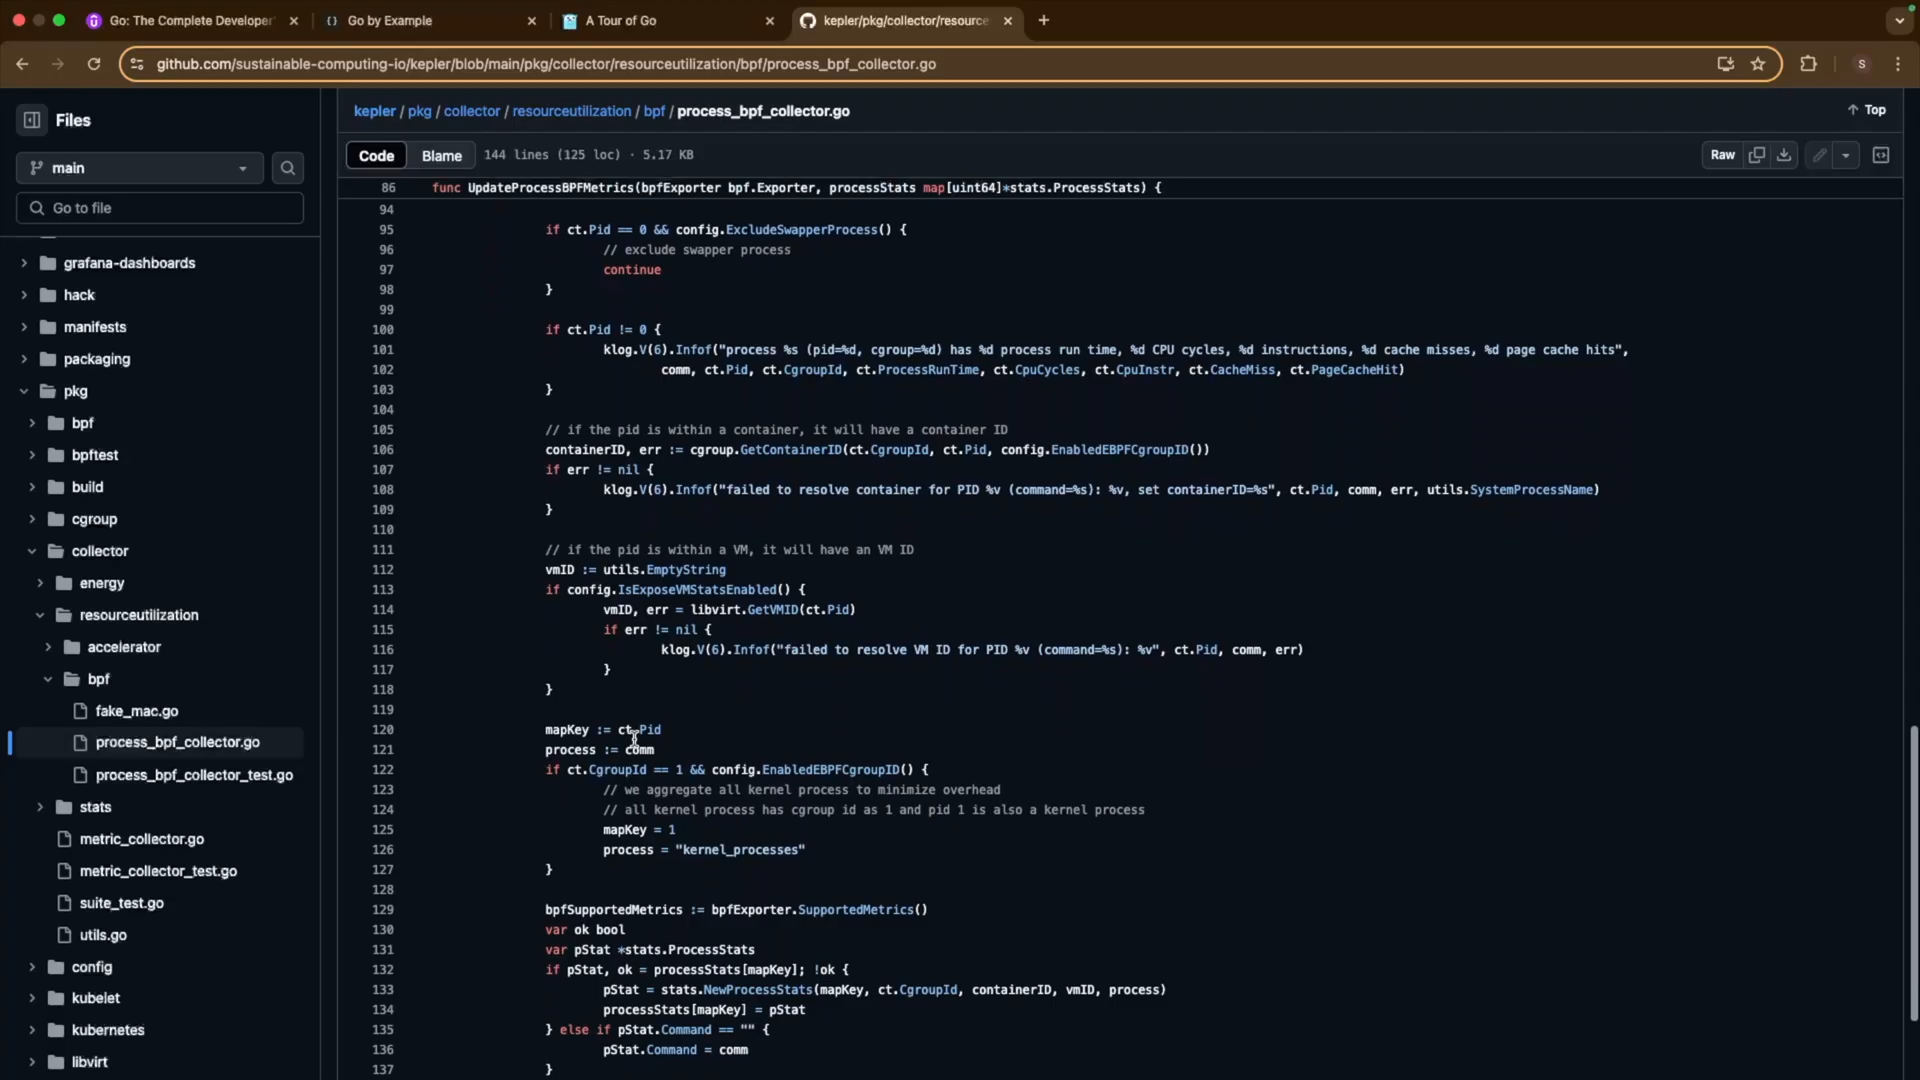 Go: The Complete Developer'
Go by Example
A Tour of Go
kepler/pkg/collector/resource
github.com/sustainable-computing-io/kepler/blob/main/pkg/collector/resourceutilization/bpf/process_bpf_collector.go
S
Files
main
Go to file
grafana-dashboards
hack
manifests
packaging
pkg
bpf
bpftest
build
cgroup
collector
energy
resourceutilization
accelerator
bpf
fake_mac.go
process_bpf_collector.go
process_bpf_collector_test.go
stats
metric_collector.go
metric_collector_test.go
suite_test.go
utils.go
config
kubelet
kubernetes
libvirt
kepler / pkg / collector / resourceutilization / bpf / process_bpf_collector.go
Top
Code Blame 144 lines (125 loc) · 5.17 KB
Raw
86 func UpdateProcessBPFMetrics(bpfExporter bpf.Exporter, processStats map[uint64]*stats.ProcessStats) {
94
95 if ct.Pid == 0 && config.ExcludeSwapperProcess() {
96 // exclude swapper process
97 continue
98 }
99
100 if ct.Pid != 0 {
101 klog.V(6).Infof("process %s (pid=%d, cgroup=%d) has %d process run time, %d CPU cycles, %d instructions, %d cache misses, %d page cache hits",
102 comm, ct.Pid, ct.CgroupId, ct.ProcessRunTime, ct.CpuCycles, ct.CpuInstr, ct.CacheMiss, ct.PageCacheHit)
103 }
104
105 // if the pid is within a container, it will have a container ID
106 containerID, err := cgroup.GetContainerID(ct.CgroupId, ct.Pid, config.EnabledEBPFCgroupID())
107 if err != nil {
108 klog.V(6).Infof("failed to resolve container for PID %v (command=%s): %v, set containerID=%s", ct.Pid, comm, err, utils.SystemProcessName)
109 }
110
111 // if the pid is within a VM, it will have an VM ID
112 vmID := utils.EmptyString
113 if config.IsExposeVMStatsEnabled() {
114 vmID, err = libvirt.GetVMID(ct.Pid)
115 if err != nil {
116 klog.V(6).Infof("failed to resolve VM ID for PID %v (command=%s): %v", ct.Pid, comm, err)
117 }
118 }
119
120 mapKey := ct.Pid
121 process := comm
122 if ct.CgroupId == 1 && config.EnabledEBPFCgroupID() {
123 // we aggregate all kernel process to minimize overhead
124 // all kernel process has cgroup id as 1 and pid 1 is also a kernel process
125 mapKey = 1
126 process = "kernel_processes"
127 }
128
129 bpfSupportedMetrics := bpfExporter.SupportedMetrics()
130 var ok bool
131 var pStat *stats.ProcessStats
132 if pStat, ok = processStats[mapKey]; !ok {
133 pStat = stats.NewProcessStats(mapKey, ct.CgroupId, containerID, vmID, process)
134 processStats[mapKey] = pStat
135 } else if pStat.Command == "" {
136 pStat.Command = comm
137 }